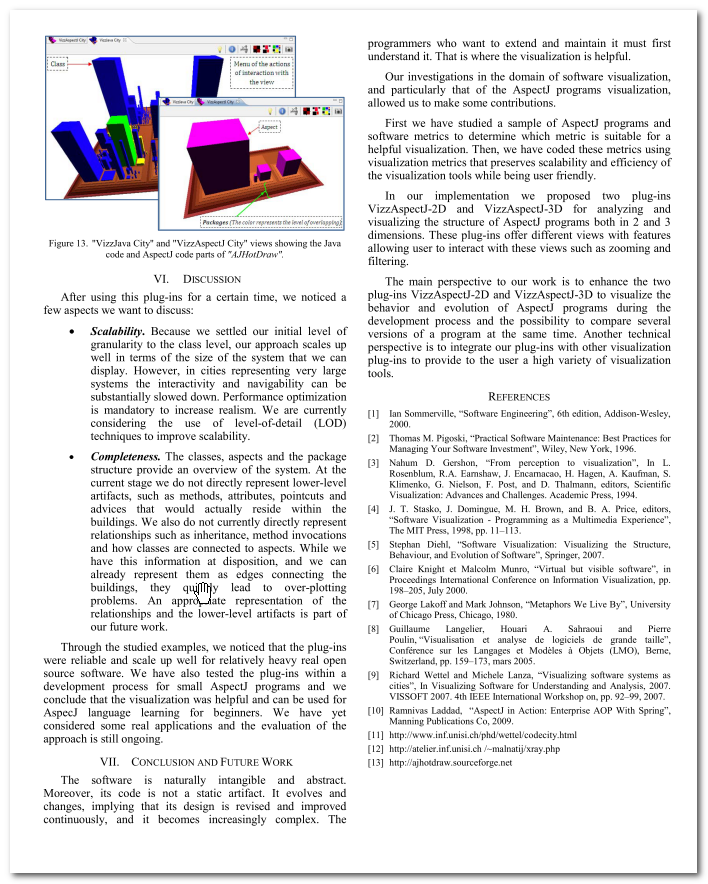 VizzAspectJ City VizzJava City
Class
Menu of the actions
of interaction with
the view
VizzJava City VizzAspectJ City
Aspect
Packages (The color represents the level of overlapping)
Figure 13. "VizzJava City" and "VizzAspectJ City" views showing the Java
code and AspectJ code parts of "AJHotDraw".
VI. DISCUSSION
After using this plug-ins for a certain time, we noticed a
few aspects we want to discuss:
• Scalability. Because we settled our initial level of
granularity to the class level, our approach scales up
well in terms of the size of the system that we can
display. However, in cities representing very large
systems the interactivity and navigability can be
substantially slowed down. Performance optimization
is mandatory to increase realism. We are currently
considering the use of level-of-detail (LOD)
techniques to improve scalability.
• Completeness. The classes, aspects and the package
structure provide an overview of the system. At the
current stage we do not directly represent lower-level
artifacts, such as methods, attributes, pointcuts and
advices that would actually reside within the
buildings. We also do not currently directly represent
relationships such as inheritance, method invocations
and how classes are connected to aspects. While we
have this information at disposition, and we can
already represent them as edges connecting the
buildings, they lead to over-plotting
problems. An representation of the
relationships and the lower-level artifacts is part of
our future work.
Through the studied examples, we noticed that the plug-ins
were reliable and scale up well for relatively heavy real open
source software. We have also tested the plug-ins within a
development process for small AspectJ programs and we
conclude that the visualization was helpful and can be used for
AspecJ language learning for beginners. We have yet
considered some real applications and the evaluation of the
approach is still ongoing.
VII. CONCLUSION AND FUTURE WORK
The software is naturally intangible and abstract.
Moreover, its code is not a static artifact. It evolves and
changes, implying that its design is revised and improved
continuously, and it becomes increasingly complex. The
programmers who want to extend and maintain it must first
understand it. That is where the visualization is helpful.
Our investigations in the domain of software visualization,
and particularly that of the AspectJ programs visualization,
allowed us to make some contributions.
First we have studied a sample of AspectJ programs and
software metrics to determine which metric is suitable for a
helpful visualization. Then, we have coded these metrics using
visualization metrics that preserves scalability and efficiency of
the visualization tools while being user friendly.
In our implementation we proposed two plug-ins
VizzAspectJ-2D and VizzAspectJ-3D for analyzing and
visualizing the structure of AspectJ programs both in 2 and 3
dimensions. These plug-ins offer different views with features
allowing user to interact with these views such as zooming and
filtering.
The main perspective to our work is to enhance the two
plug-ins VizzAspectJ-2D and VizzAspectJ-3D to visualize the
behavior and evolution of AspectJ programs during the
development process and the possibility to compare several
versions of a program at the same time. Another technical
perspective is to integrate our plug-ins with other visualization
plug-ins to provide to the user a high variety of visualization
tools.
REFERENCES
[1] Ian Sommerville, “Software Engineering”, 6th edition, Addison-Wesley,
2000.
[2] Thomas M. Pigoski, “Practical Software Maintenance: Best Practices for
Managing Your Software Investment”, Wiley, New York, 1996.
[3] Nahum D. Gershon, “From perception to visualization”, In L.
Rosenblum, R.A. Earnshaw, J. Encarnacao, H. Hagen, A. Kaufman, S.
Klimenko, G. Nielson, F. Post, and D. Thalmann, editors, Scientific
Visualization: Advances and Challenges. Academic Press, 1994.
[4] J. T. Stasko, J. Domingue, M. H. Brown, and B. A. Price, editors,
“Software Visualization - Programming as a Multimedia Experience”,
The MIT Press, 1998, pp. 11–113.
[5] Stephan Diehl, “Software Visualization: Visualizing the Structure,
Behaviour, and Evolution of Software”, Springer, 2007.
[6] Claire Knight et Malcolm Munro, “Virtual but visible software”, in
Proceedings International Conference on Information Visualization, pp.
198–205, July 2000.
[7] George Lakoff and Mark Johnson, “Metaphors We Live By”, University
of Chicago Press, Chicago, 1980.
[8] Guillaume Langelier, Houari A. Sahraoui and Pierre
Poulin, “Visualisation et analyse de logiciels de grande taille”,
Conférence sur les Langages et Modèles à Objets (LMO), Berne,
Switzerland, pp. 159–173, mars 2005.
[9] Richard Wettel and Michele Lanza, “Visualizing software systems as
cities”, In Visualizing Software for Understanding and Analysis, 2007.
VISSOFT 2007. 4th IEEE International Workshop on, pp. 92–99, 2007.
[10] Ramnivas Laddad, “AspectJ in Action: Enterprise AOP With Spring”,
Manning Publications Co, 2009.
[11] http://www.inf.unisi.ch/phd/wettel/codecity.html
[12] http://atelier.inf.unisi.ch /~malnatij/xray.php
[13] http://ajhotdraw.sourceforge.net